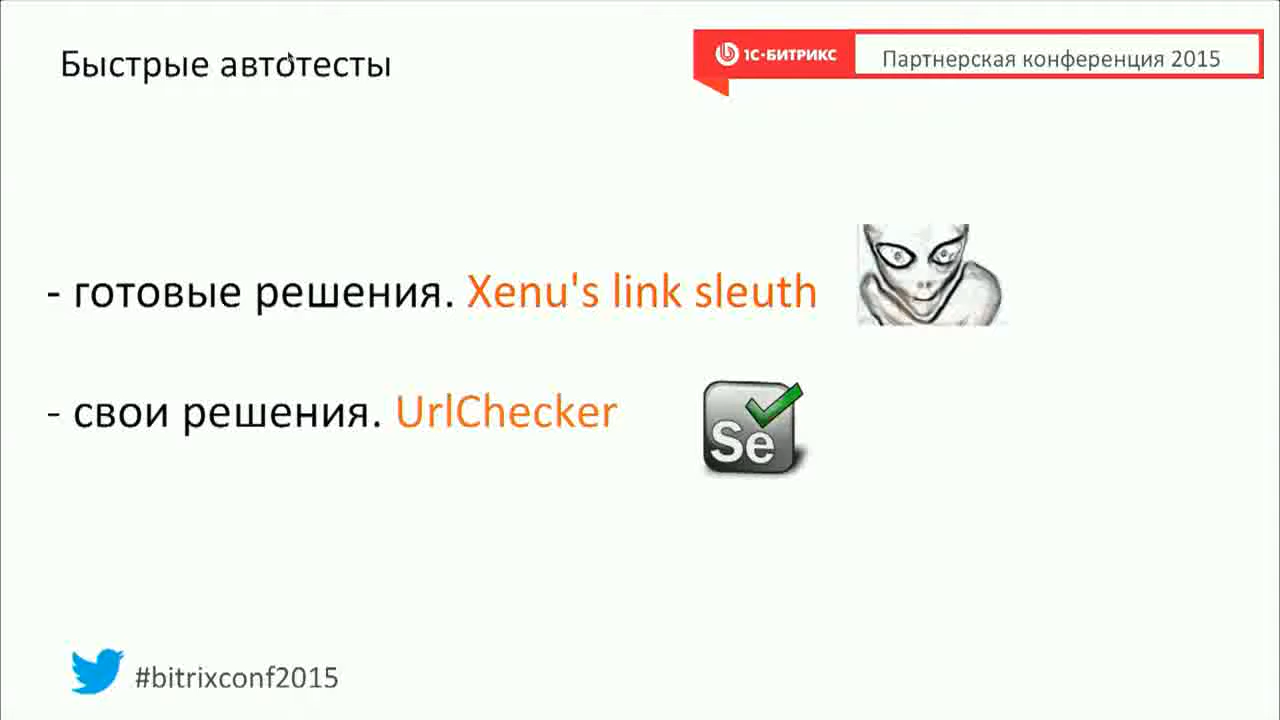 Быстрые автотесты
1С-БИТРИКС
Партнерская конференция 2015
- готовые решения. Xenu's link sleuth
- свои решения. UrlChecker
Se
#bitrixconf2015